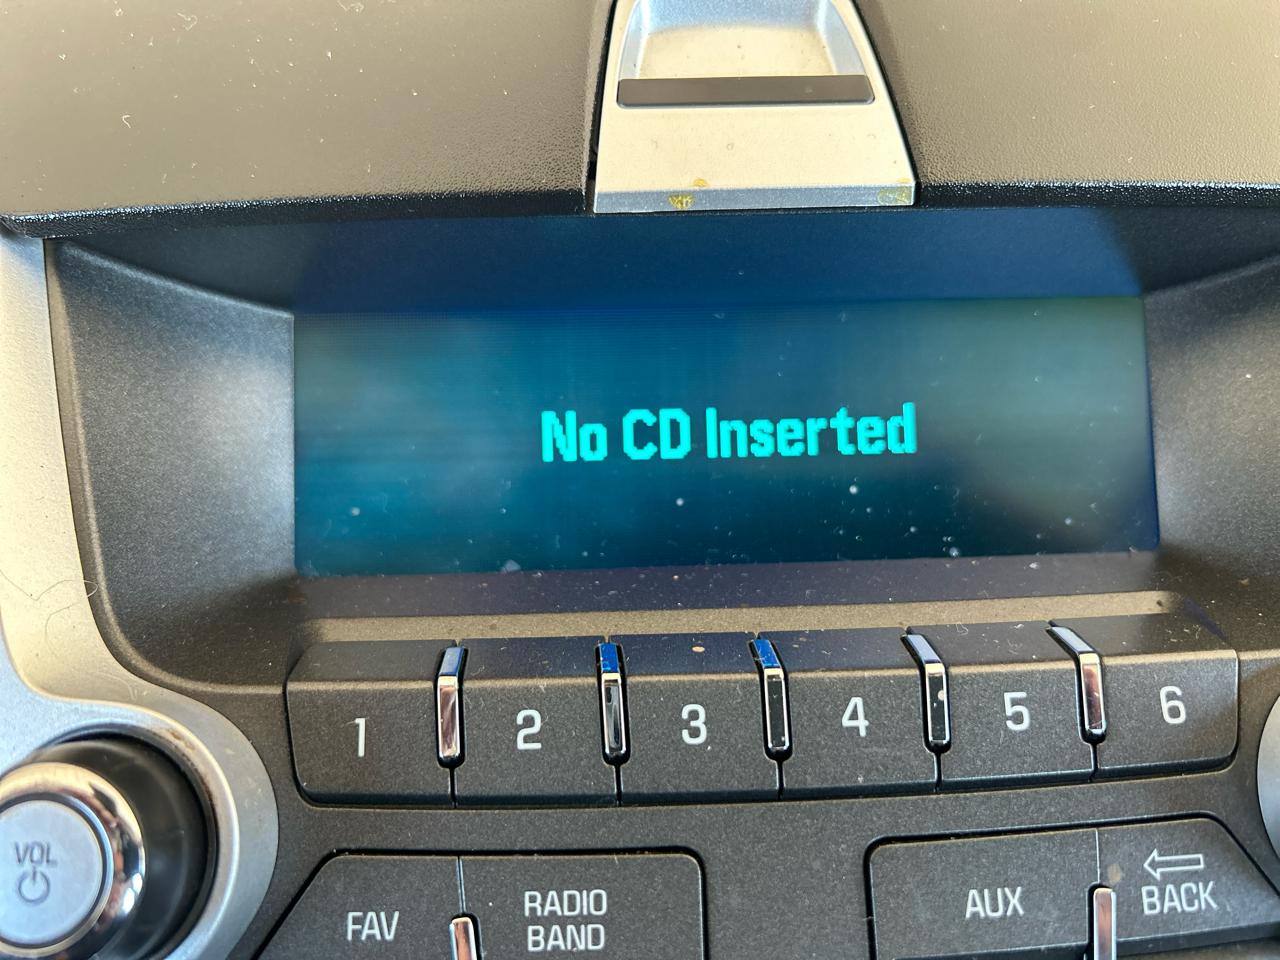 No CD Inserted
1
2
3
4
5
6
VOL
FAV
RADIO
BAND
AUX
BACK